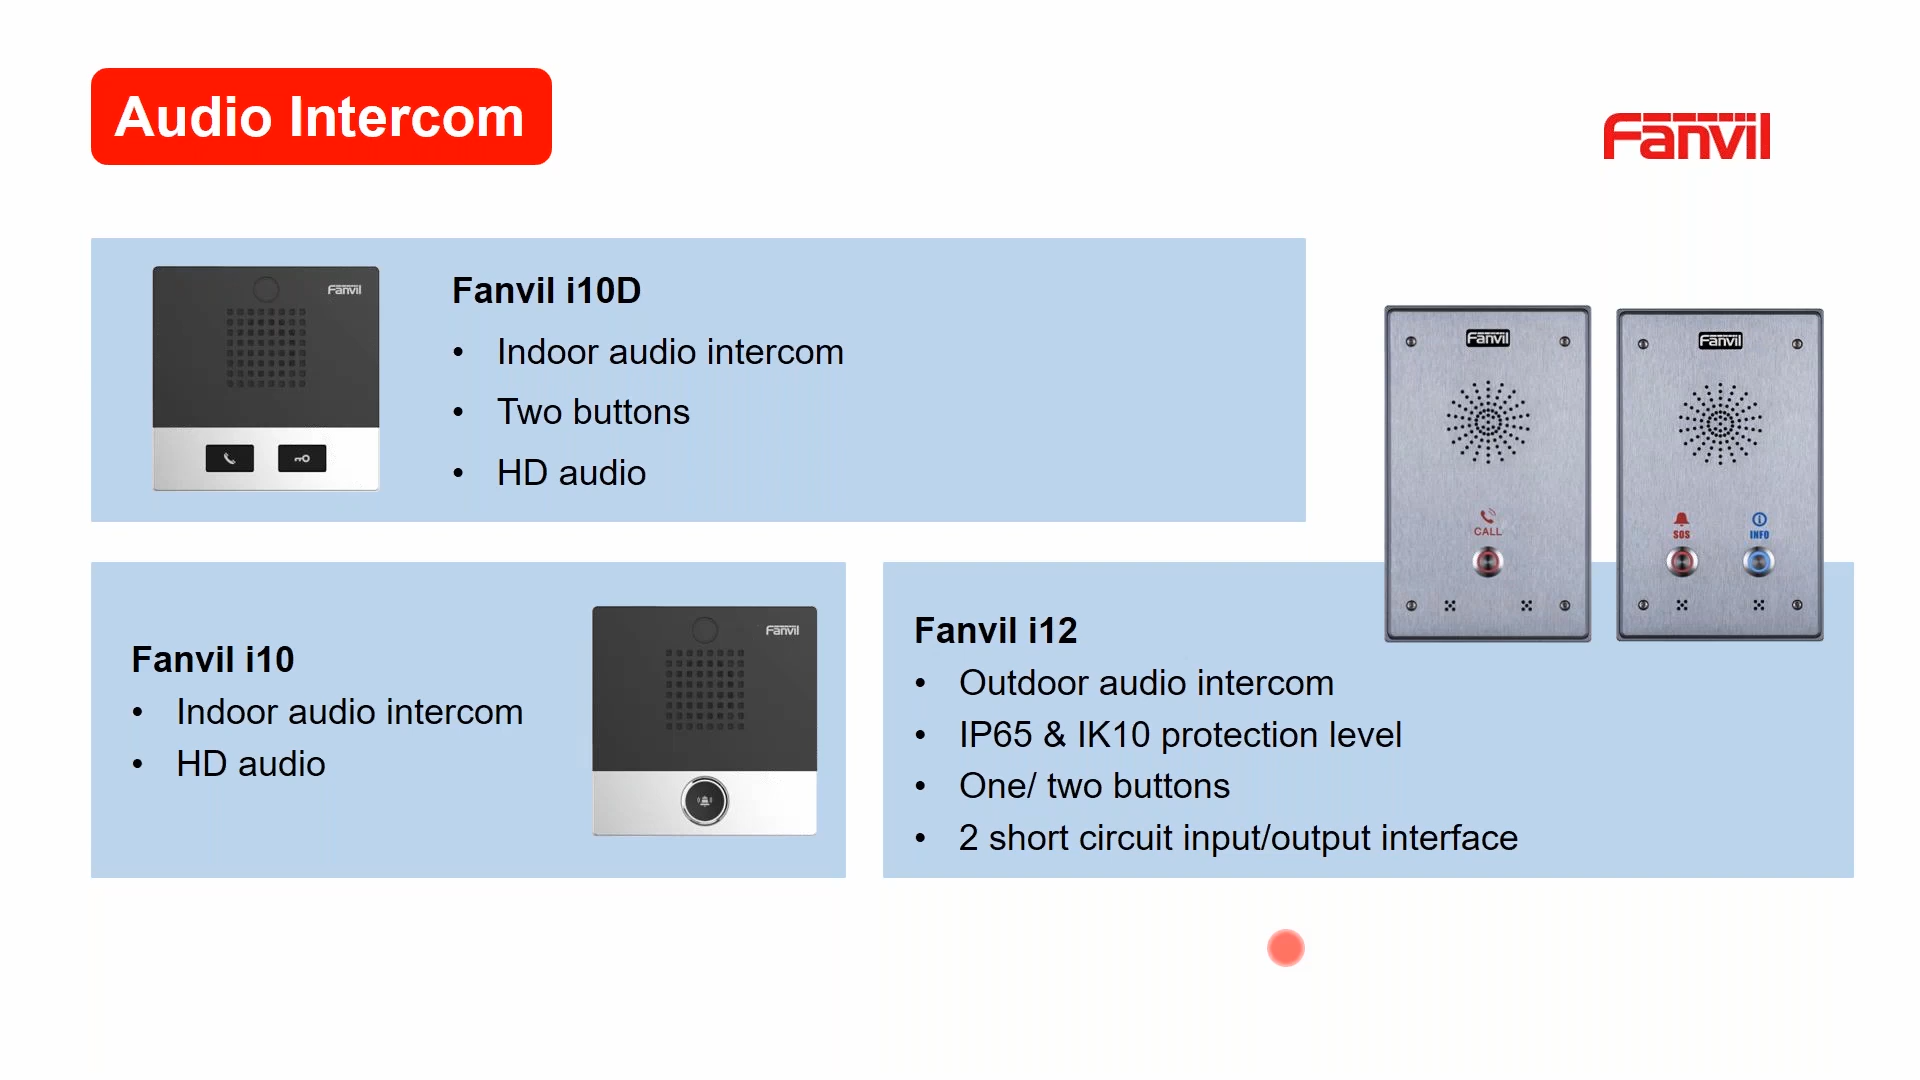 Audio Intercom
Fanvil
Fanvil
Fanvil i10D
• Indoor audio intercom
• Two buttons
• HD audio
Fanvil
CALL
Fanvil
SOS
INFO
Fanvil i10
• Indoor audio intercom
• HD audio
Fanvil
Fanvil i12
• Outdoor audio intercom
• IP65 & IK10 protection level
• One/ two buttons
• 2 short circuit input/output interface